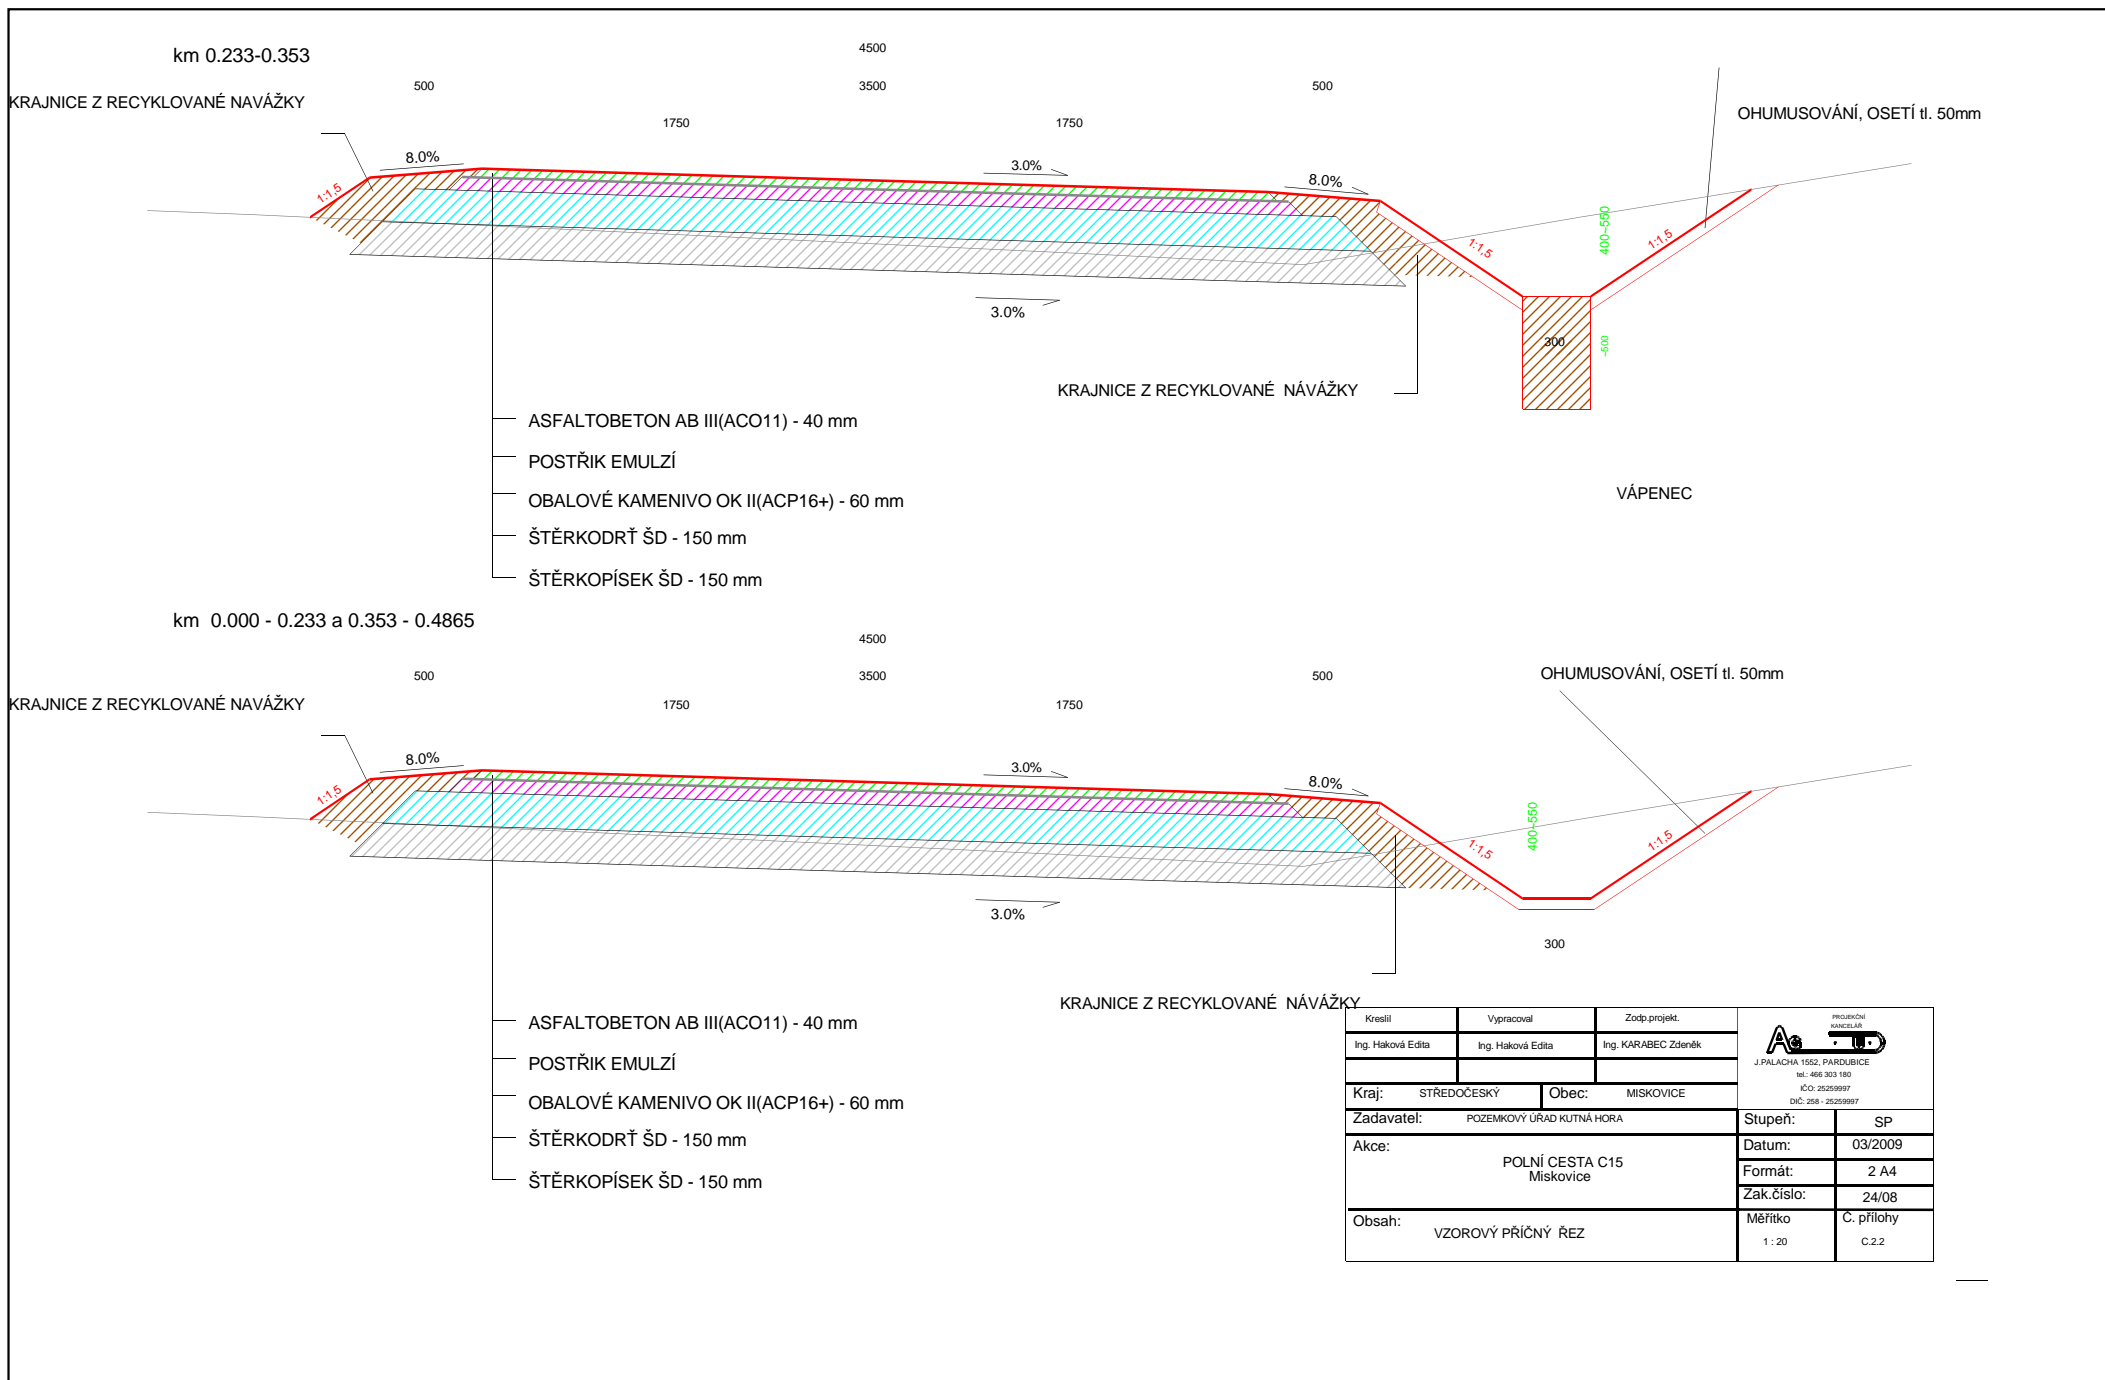 km 0.233-0.353
4500
500
3500
500
KRAJNICE Z RECYKLOVANÉ NAVÁŽKY
1750
1750
OHUMUSOVÁNÍ, OSETÍ tl. 50mm
8.0%
3.0%
8.0%
1:1,5
1:1,5
400-550
1:1,5
3.0%
300
~500
KRAJNICE Z RECYKLOVANÉ NÁVÁŽKY
ASFALTOBETON AB III(ACO11) - 40 mm
POSTŘIK EMULZÍ
OBALOVÉ KAMENIVO OK II(ACP16+) - 60 mm
VÁPENEC
ŠTĚRKODRŤ ŠD - 150 mm
ŠTĚRKOPÍSEK ŠD - 150 mm
km 0.000 - 0.233 a 0.353 - 0.4865
4500
500
3500
500
OHUMUSOVÁNÍ, OSETÍ tl. 50mm
KRAJNICE Z RECYKLOVANÉ NAVÁŽKY
1750
1750
8.0%
3.0%
8.0%
1:1,5
1:1,5
400-550
1:1,5
3.0%
300
KRAJNICE Z RECYKLOVANÉ NÁVÁŽKY
ASFALTOBETON AB III(ACO11) - 40 mm
POSTŘIK EMULZÍ
OBALOVÉ KAMENIVO OK II(ACP16+) - 60 mm
ŠTĚRKODRŤ ŠD - 150 mm
ŠTĚRKOPÍSEK ŠD - 150 mm
Kreslil
Vypracoval
Zodp.projekt.
Ing. Haková Edita
Ing. Haková Edita
Ing. KARABEC Zdeněk
PROJEKČNÍ
KANCELÁŘ
J.PALACHA 1552, PARDUBICE
tel.: 466 303 180
IČO: 25259997
DIČ: 258 - 25259997
Kraj: STŘEDOČESKÝ
Obec: MISKOVICE
Zadavatel: POZEMKOVÝ ÚŘAD KUTNÁ HORA
Stupeň: SP
Akce:
POLNÍ CESTA C15
Miskovice
Datum: 03/2009
Formát: 2 A4
Zak.číslo: 24/08
Obsah:
VZOROVÝ PŘÍČNÝ ŘEZ
Měřítko
1 : 20
Č. přílohy
C.2.2